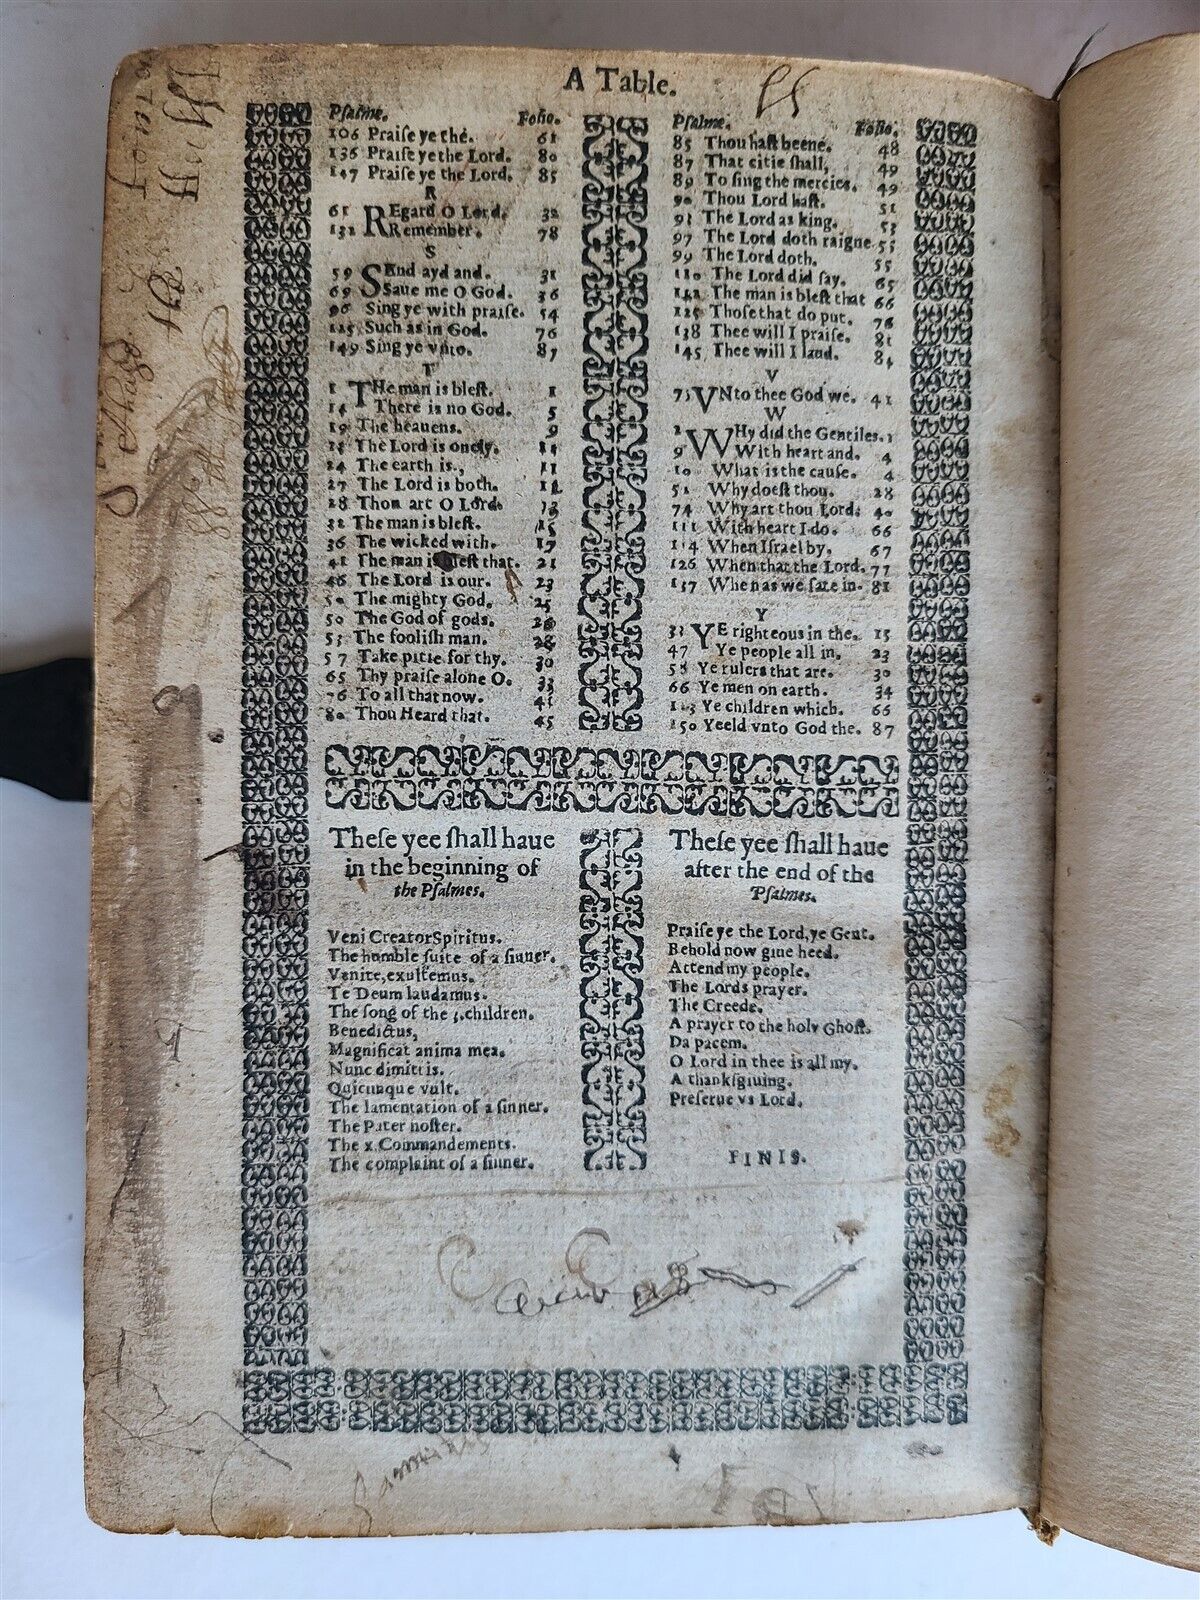 A Table.
Psalme. Folio.
106 Praiſe ye the. 61
136 Praiſe ye the Lord. 80
147 Praiſe ye the Lord. 85
R
61 REgard O Lord. 32
132 Remember. 78
S
59 SEnd ayd and. 31
69 Saue me O God. 36
96 Sing ye with praiſe. 54
125 Such as in God. 76
149 Sing ye vnto. 87
T
1 THe man is bleſt. 1
14 There is no God. 5
19 The heauens. 9
23 The Lord is onely. 11
24 The earth is., 11
27 The Lord is both. 12
28 Thou art O Lord. 13
32 The man is bleſt. 15
36 The wicked with. 17
41 The man is bleſt that. 21
46 The Lord is our. 23
50 The mighty God. 25
50 The God of gods. 26
53 The fooliſh man. 28
57 Take pitie for thy. 30
65 Thy praiſe alone O. 33
76 To all that now. 41
80 Thou Heard that. 45
Psalme. Folio.
85 Thou haſt beene. 48
87 That citie ſhall, 49
89 To ſing the mercies. 49
90 Thou Lord haſt. 51
93 The Lord as king. 53
97 The Lord doth raigne 55
99 The Lord doth. 55
110 The Lord did ſay. 65
112 The man is bleſt that 66
125 Thoſe that do put. 76
138 Thee will I praiſe. 81
145 Thee will I laud. 84
V
75 VNto thee God we. 41
W
2 WHy did the Gentiles. 1
9 With heart and. 4
10 What is the cauſe. 4
52 Why doeſt thou. 28
74 Why art thou Lord. 40
111 With heart I do. 66
114 When Iſrael by. 67
126 When that the Lord. 77
137 When as we ſate in. 81
Y
33 YE righteous in the. 15
47 Ye people all in. 23
58 Ye rulers that are. 30
66 Ye men on earth. 34
113 Ye children which. 66
150 Yeeld vnto God the. 87
Theſe yee ſhall haue
in the beginning of
the Pſalmes.
Veni Creator Spiritus.
The humble ſuite of a ſinner.
Venite, exultemus.
Te Deum laudamus.
The ſong of the 3. children.
Benedictus,
Magnificat anima mea.
Nunc dimittis.
Quicunque vult.
The lamentation of a ſinner.
The Pater noſter.
The x. Commandements.
The complaint of a ſinner.
Theſe yee ſhall haue
after the end of the
Pſalmes.
Praiſe ye the Lord, ye Gent.
Behold now giue heed.
Attend my people.
The Lords prayer.
The Creede.
A prayer to the holy Ghoſt.
Da pacem.
O Lord in thee is all my.
A thankſgiuing.
Preſerue vs Lord.
FINIS.